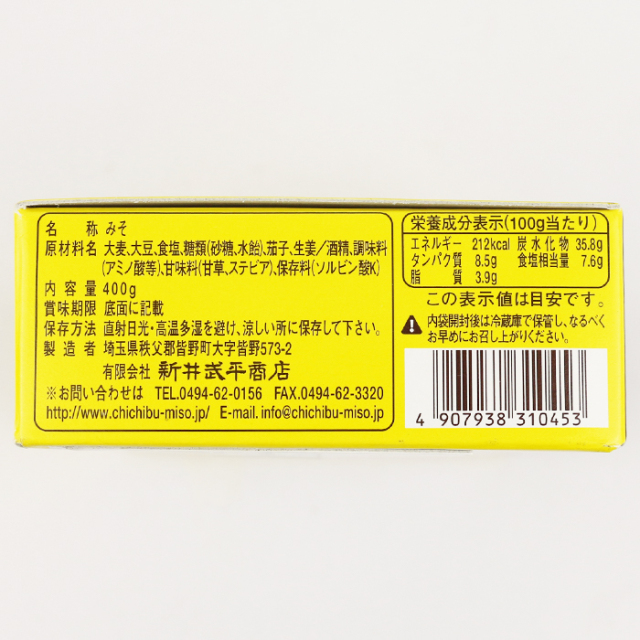 名　　称 みそ
原材料名 大麦、大豆、食塩、糖類(砂糖、水飴)、茄子、生姜／酒精、調味料
(アミノ酸等)、甘味料(甘草、ステビア)、保存料(ソルビン酸K)
内 容 量 400g
賞味期限 底面に記載
保存方法 直射日光・高温多湿を避け、涼しい所に保存して下さい。
製 造 者 埼玉県秩父郡皆野町大字皆野573-2
有限会社 新井武平商店
※お問い合わせは TEL.0494-62-0156 FAX.0494-62-3320
http://www.chichibu-miso.jp/ E-mail.info@chichibu-miso.jp
栄養成分表示(100g当たり)
エネルギー 212kcal 炭水化物 35.8g
タンパク質 8.5g 食塩相当量 7.6g
脂　　質 3.9g
この表示値は目安です。
内袋開封後は冷蔵庫で保管し、なるべく
お早めにお召し上がりください。
4 907938 310453